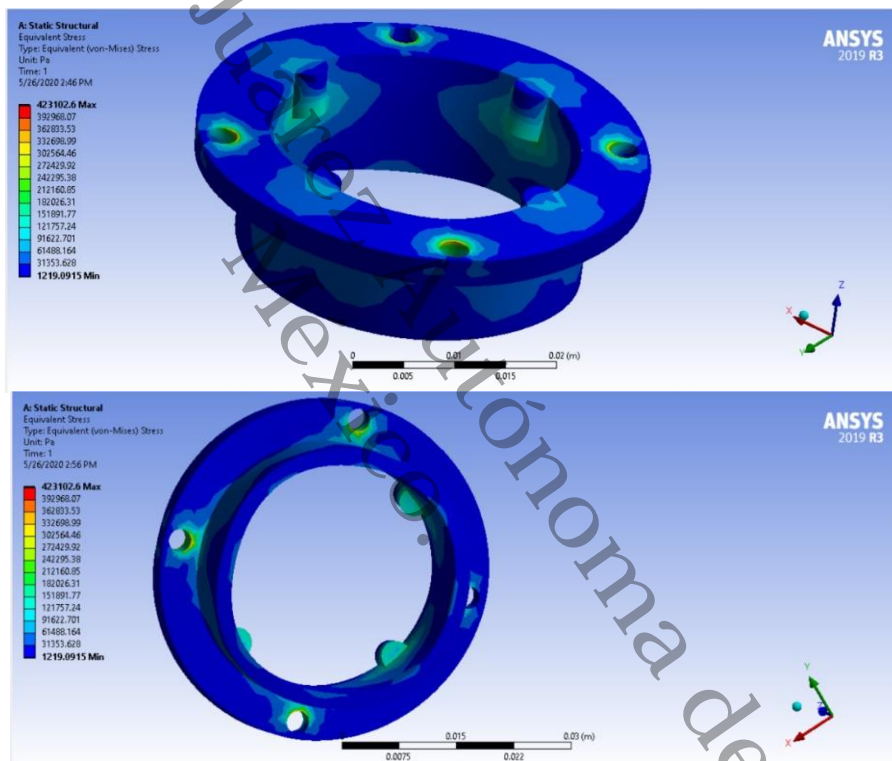 A: Static Structural
Equivalent Stress
Type: Equivalent (von-Mises) Stress
Unit: Pa
Time: 1
5/26/2020 2:46 PM
423102.6 Max
392968.07
362833.53
332698.99
302564.46
272429.92
242295.38
212160.85
182026.31
151891.77
121757.24
91622.701
61488.164
31353.628
1219.0915 Min
ANSYS
2019 R3
Z
X
Y
0 0.01 0.02 (m)
0.005 0.015
A: Static Structural
Equivalent Stress
Type: Equivalent (von-Mises) Stress
Unit: Pa
Time: 1
5/26/2020 2:56 PM
423102.6 Max
392968.07
362833.53
332698.99
302564.46
272429.92
242295.38
212160.85
182026.31
151891.77
121757.24
91622.701
61488.164
31353.628
1219.0915 Min
ANSYS
2019 R3
Y
Z
X
0.015 0.03 (m)
0.0075 0.022
Juárez Autónoma de
México.